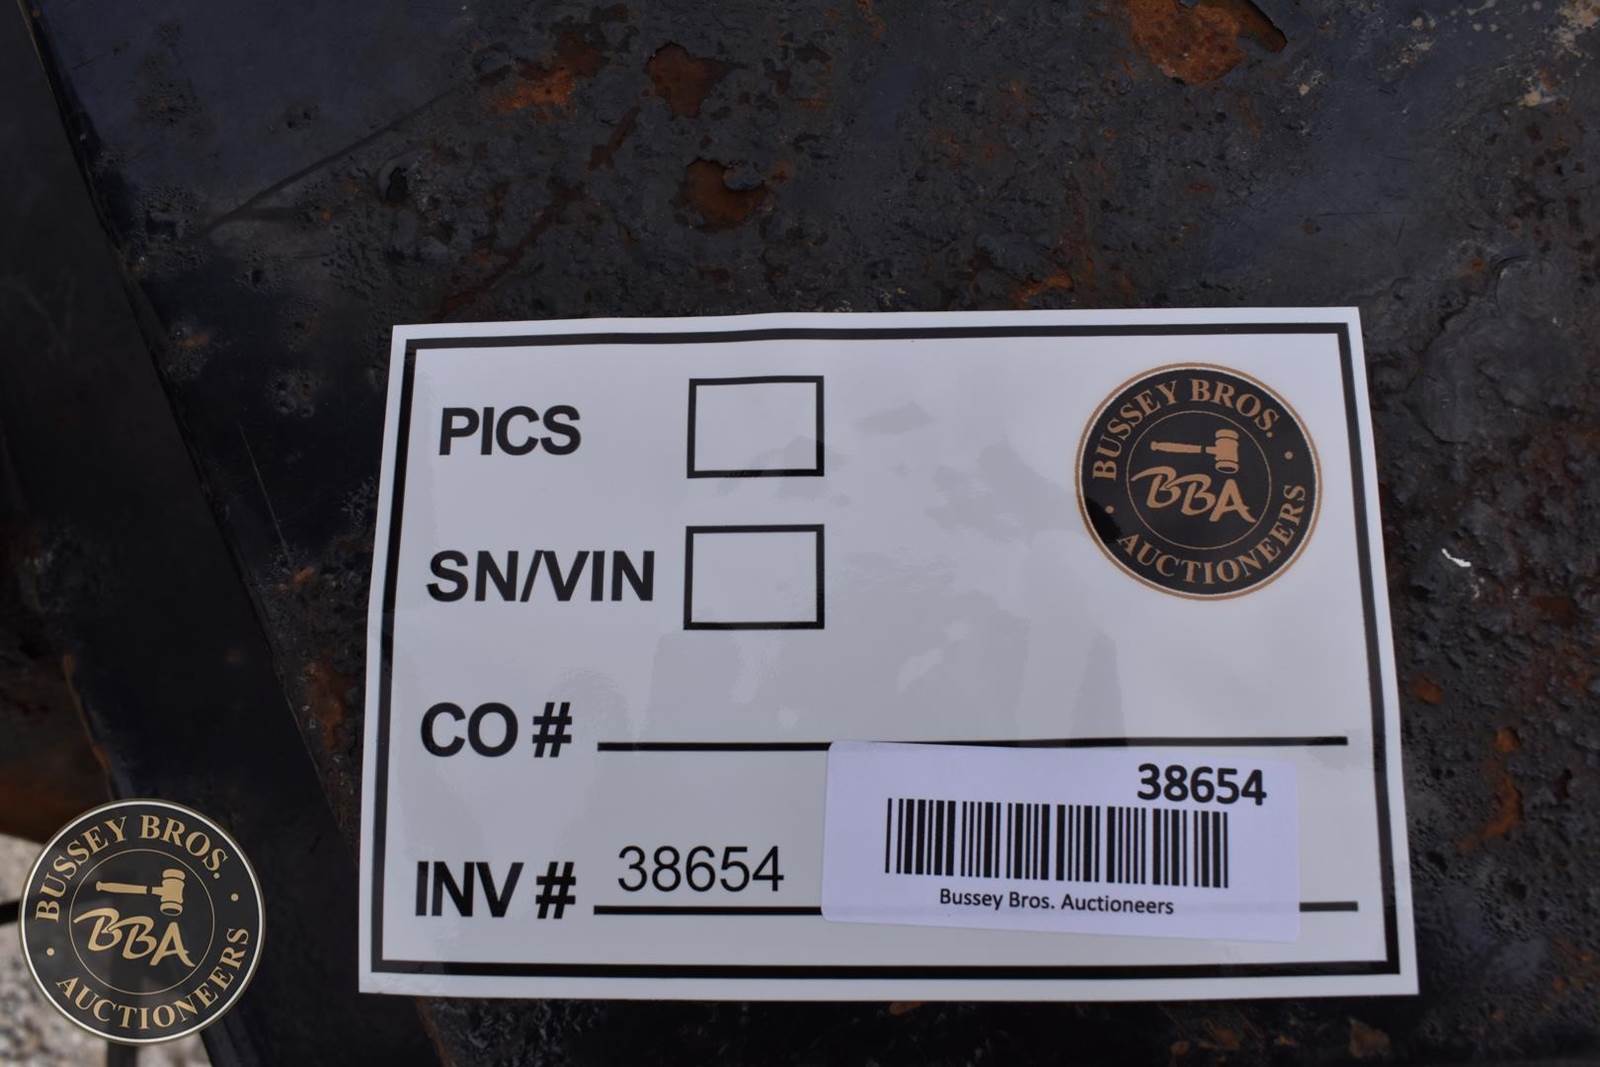 PICS
BUSSEY BROS.
BBA
AUCTIONEERS
SN/VIN
CO #
38654
INV # 38654
Bussey Bros. Auctioneers
BUSSEY BROS.
BBA
AUCTIONEERS